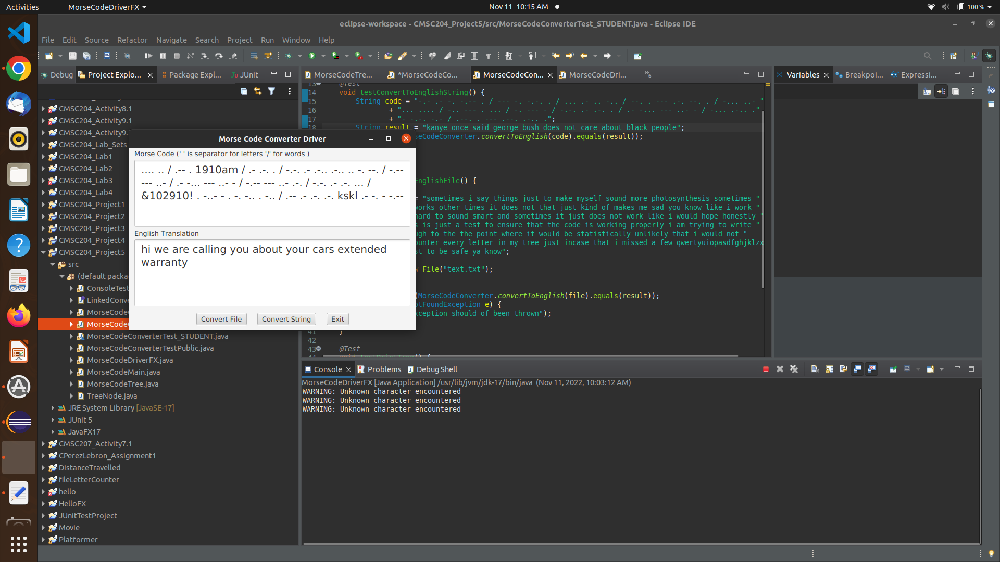 Activities
MorseCodeDriverFX
Nov 11 10:15 AM
100 %
eclipse-workspace - CMSC204_Project5/src/MorseCodeConverterTest_STUDENT.java - Eclipse IDE
File Edit Source Refactor Navigate Search Project Run Window Help
Debug
Project Explo...
Package Expl...
JUnit
CMSC204_Activity8.1
CMSC204_Activity9.1
CMSC204_Activity9.
CMSC204_Lab_Sets
CMSC204_Lab1
CMSC204_Lab2
CMSC204_Lab3
CMSC204_Lab4
CMSC204_Project1
CMSC204_Project2
CMSC204_Project3
CMSC204_Project4
CMSC204_Project5
src
(default packa
ConsoleTest
LinkedConve
MorseCode
MorseCode
MorseCodeConverterTest_STUDENT.java
MorseCodeConverterTestPublic.java
MorseCodeDriverFX.java
MorseCodeMain.java
MorseCodeTree.java
TreeNode.java
JRE System Library [JavaSE-17]
JUnit 5
JavaFX17
CMSC207_Activity7.1
CPerezLebron_Assignment1
DistanceTravelled
fileLetterCounter
hello
HelloFX
JUnitTestProject
Movie
Platformer
Morse Code Converter Driver
Morse Code (' ' is separator for letters '/' for words )
.... .. / .-- . 1910am / .- .-. . / -.-. .- .-.. .-.. .. -. --. / -.--
--- ..- / .- -... --- ..- - / -.-- --- ..- .-. / -.-. .- .-. ... /
&102910! . -..- - . -. -.. . -.. / .-- .- .-. .-. kskl .- -. - -.--
English Translation
hi we are calling you about your cars extended
warranty
Convert File
Convert String
Exit
MorseCodeTre...
*MorseCodeCo...
MorseCodeCon...
MorseCodeDri...
6
13 @Test
14 void testConvertToEnglishString() {
15 String code = "-.- .- -. -.-- . / --- -. -.-. . / ... .- .. -.. / --. . --- .-. --. . / -... ..- "
16 + "... .... / -.. --- . ... / -. --- - / -.-. .- .-. . / .- -... --- ..- - / -... .-.. ."
17 + "- -.-. -.- / .--. . --- .--. .-.. .";
18 String result = "kanye once said george bush does not care about black people";
seCodeConverter.convertToEnglish(code).equals(result));
EnglishFile() {
= "sometimes i say things just to make myself sound more photosynthesis sometimes "
works other times it does not that just kind of makes me sad you know like i work "
hard to sound smart and sometimes it just does not work like i would hope honestly "
s is just a test to ensure that the code is working properly i am trying to write "
ugh to the the point where it would be statistically unlikely that i would not "
ounter every letter in my tree just incase that i missed a few qwertyuiopasdfghjklzx
st to be safe ya know";
w File("text.txt");
(MorseCodeConverter.convertToEnglish(file).equals(result));
otFoundException e) {
xception should of been thrown");
41 }
42
43 @Test
44 void testPrintTree() {
Variables
Breakpoi...
Expressi...
Console
Problems
Debug Shell
MorseCodeDriverFX [Java Application] /usr/lib/jvm/jdk-17/bin/java (Nov 11, 2022, 10:03:12 AM)
WARNING: Unknown character encountered
WARNING: Unknown character encountered
WARNING: Unknown character encountered